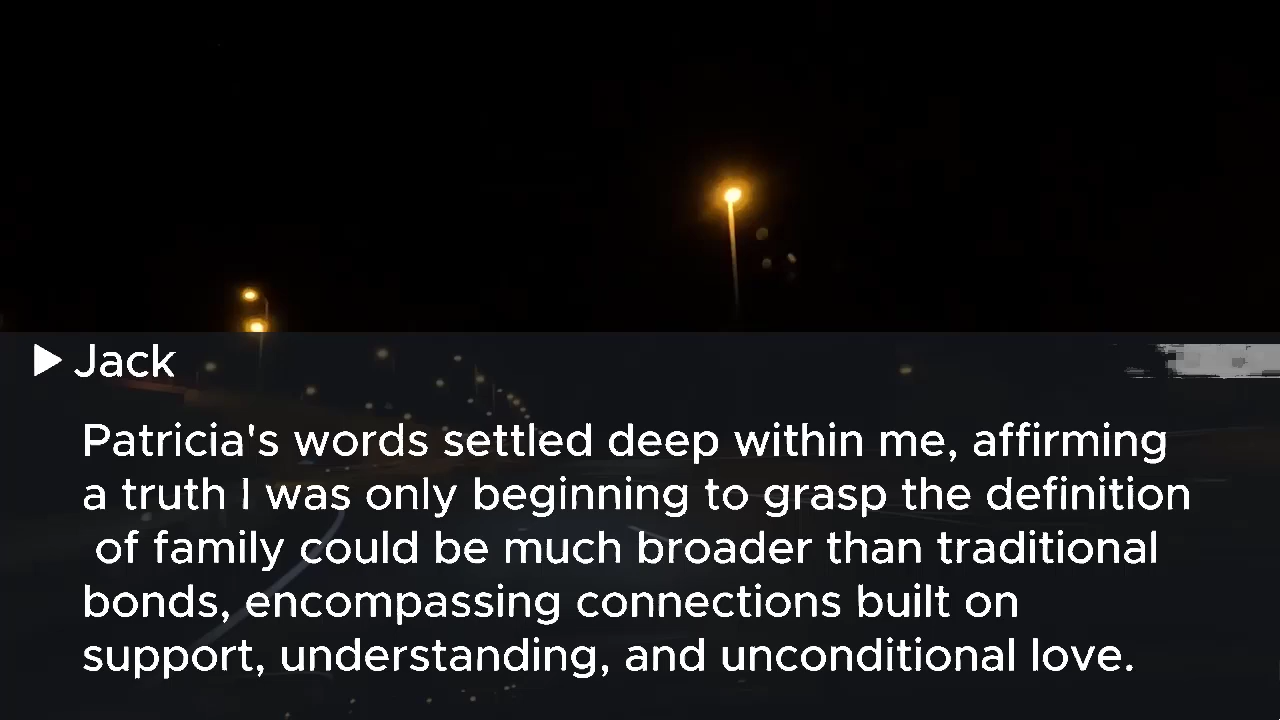 Jack
Patricia's words settled deep within me, affirming
a truth I was only beginning to grasp the definition
of family could be much broader than traditional
bonds, encompassing connections built on
support, understanding, and unconditional love.